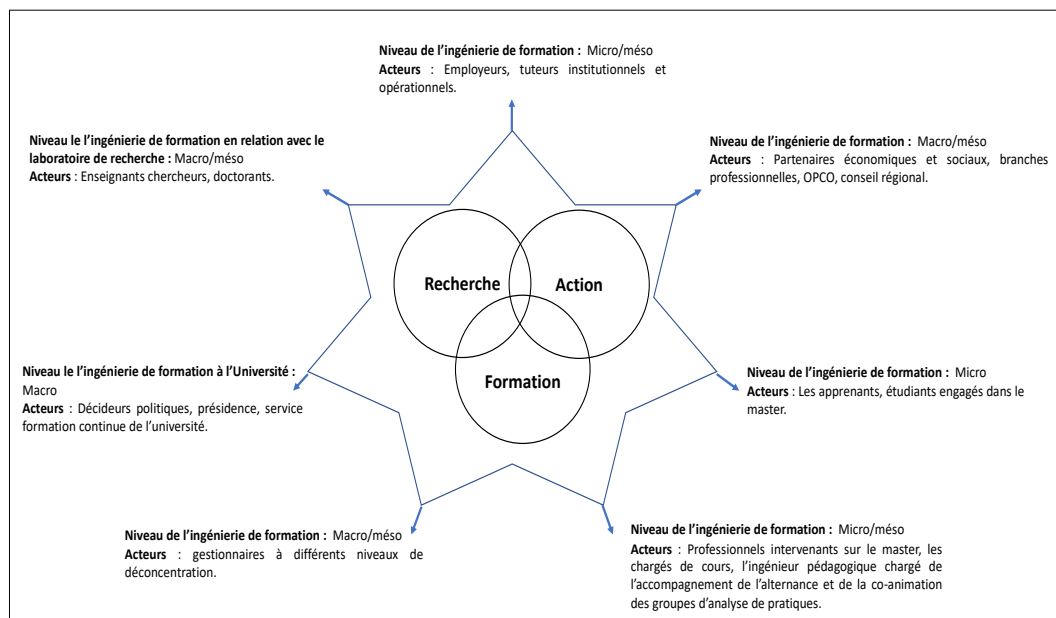 Niveau de l’ingénierie de formation : Micro/méso
Acteurs : Employeurs, tuteurs institutionnels et
opérationnels.
Niveau le l’ingénierie de formation en relation avec le
laboratoire de recherche : Macro/méso
Acteurs : Enseignants chercheurs, doctorants.
Niveau de l’ingénierie de formation : Macro/méso
Acteurs : Partenaires économiques et sociaux, branches
professionnelles, OPCO, conseil régional.
Recherche
Action
Formation
Niveau le l’ingénierie de formation à l’Université :
Macro
Acteurs : Décideurs politiques, présidence, service
formation continue de l’université.
Niveau de l’ingénierie de formation : Micro
Acteurs : Les apprenants, étudiants engagés dans le
master.
Niveau de l’ingénierie de formation : Macro/méso
Acteurs : gestionnaires à différents niveaux de
déconcentration.
Niveau de l’ingénierie de formation : Micro/méso
Acteurs : Professionnels intervenants sur le master, les
chargés de cours, l’ingénieur pédagogique chargé de
l’accompagnement de l’alternance et de la co-animation
des groupes d’analyse de pratiques.